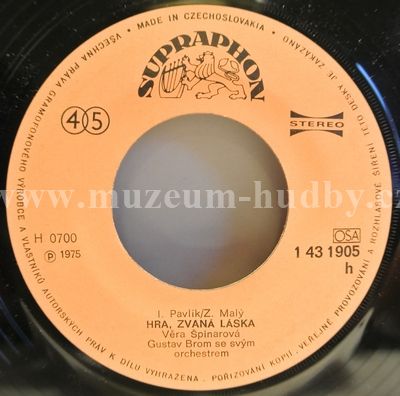 VŠECHNA PRÁVA GRAMOFONOVÉHO VÝROBCE A VLASTNÍKŮ AUTORSKÝCH PRÁV K DÍLU VYHRAŽENA. POŘIZOVÁNÍ KOPIÍ, VEŘEJNÉ PROVOZOVÁNÍ A ROZHLASOVÉ ŠÍŘENÍ TÉTO DESKY JE ZAKÁZÁNO • MADE IN CZECHOSLOVAKIA •
SUPRAPHON
45
STEREO
www.muzeum-hudby.cz
H 0700
℗ 1975
OSA
1 43 1905
h
I. Pavlík/Z. Malý
HRA, ZVANÁ LÁSKA
Věra Špinarová
Gustav Brom se svým
orchestrem